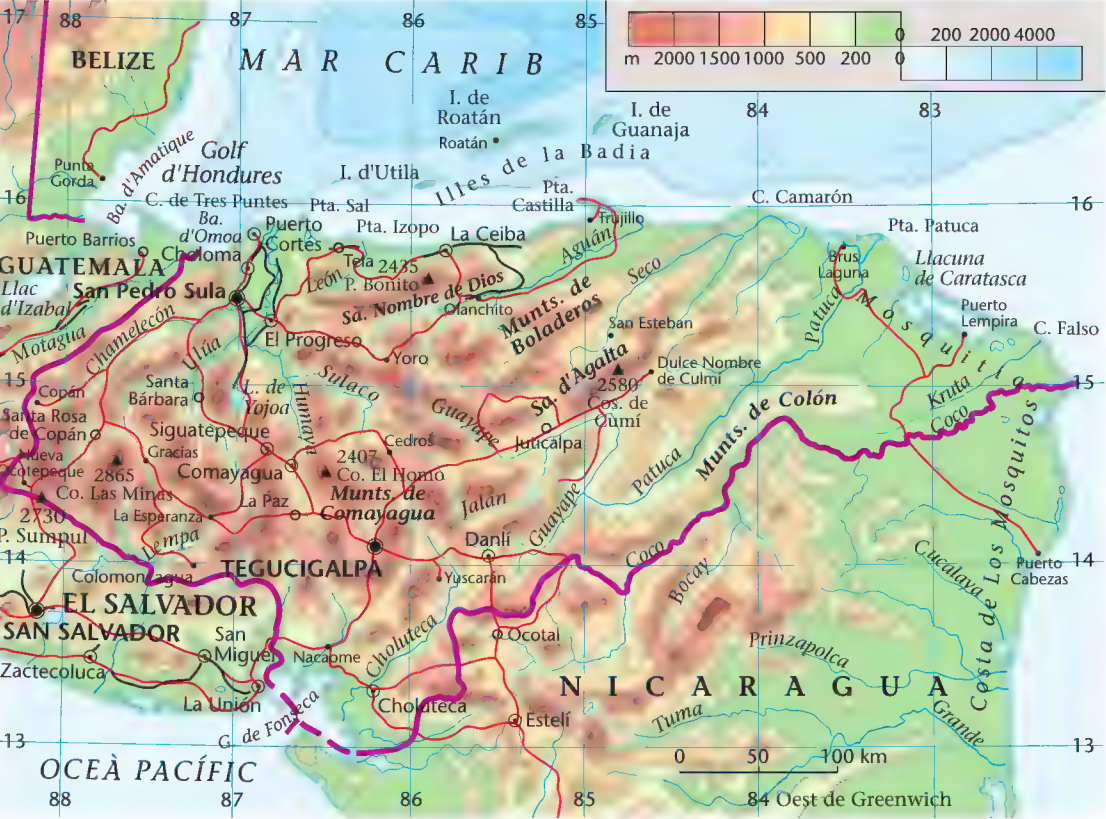 17
88
87
86
85
0
200
2000
4000
m
2000
1500
1000
500
200
0
BELIZE
MAR CARIB
I. de
Roatán
Roatán
I. de
Guanaja
84
83
Illes de la Badia
Punta
Gorda
Ba. d'Amatique
Golf
d'Hondures
I. d'Utila
16
C. de Tres Puntes
Pta. Sal
Pta.
Castilla
Trujillo
C. Camarón
16
Ba.
d'Omoa
Puerto
Cortés
Pta. Izopo
La Ceiba
Pta. Patuca
Puerto Barrios
Choloma
Tela
Aguán
Brus
Laguna
Llacuna
de Caratasca
GUATEMALA
León
2435
P. Bonito
Seco
Llac
d'Izabal
San Pedro Sula
Sa. Nombre de Dios
Olanchito
Munts. de
Boladeros
Patuca
Mosquitia
Puerto
Lempira
C. Falso
Motagua
Chamelecón
Ulúa
El Progreso
Yoro
San Esteban
Sa. d'Agalta
2580
Cos. de
Qumí
Dulce Nombre
de Culmi
15
Copán
Santa
Bárbara
L. de
Yojoa
Humaya
Sulaco
Kruta
15
Santa Rosa
de Copán
Siguatepeque
Guayape
Juticalpa
Munts. de Colón
Coco
Nueva
Ocotepeque
2865
Co. Las Minas
Gracias
Comayagua
2407
Co. El Homo
Cedros
Patuca
Costa de Los Mosquitos
2730
P. Sumpul
La Esperanza
La Paz
Munts. de
Comayagua
Jalán
Guayape
14
Lempa
Danlí
Coco
14
Colomoncagua
TEGUCIGALPA
Yuscarán
Bocay
Cucalaya
Puerto
Cabezas
EL SALVADOR
SAN SALVADOR
San
Miguel
Nacaome
Choluteca
Ocotal
Prinzapolca
Zactecoluca
La Unión
Choluteca
NICARAGUA
G. de Fonseca
Estelí
Tuma
Grande
13
0
50
100 km
13
OCEÀ PACÍFIC
88
87
86
85
84 Oest de Greenwich